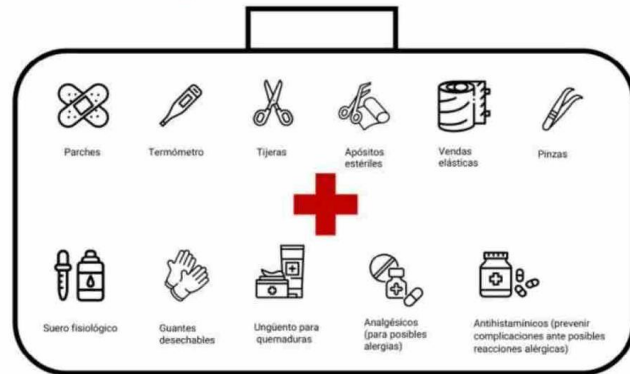 Parches
Termómetro
Tijeras
Apósitos
estériles
Vendas
elásticas
Pinzas
Suero fisiológico
Guantes
desechables
Ungüento para
quemaduras
Analgésicos
(para posibles
alergias)
Antihistamínicos (prevenir
complicaciones ante posibles
reacciones alérgicas)